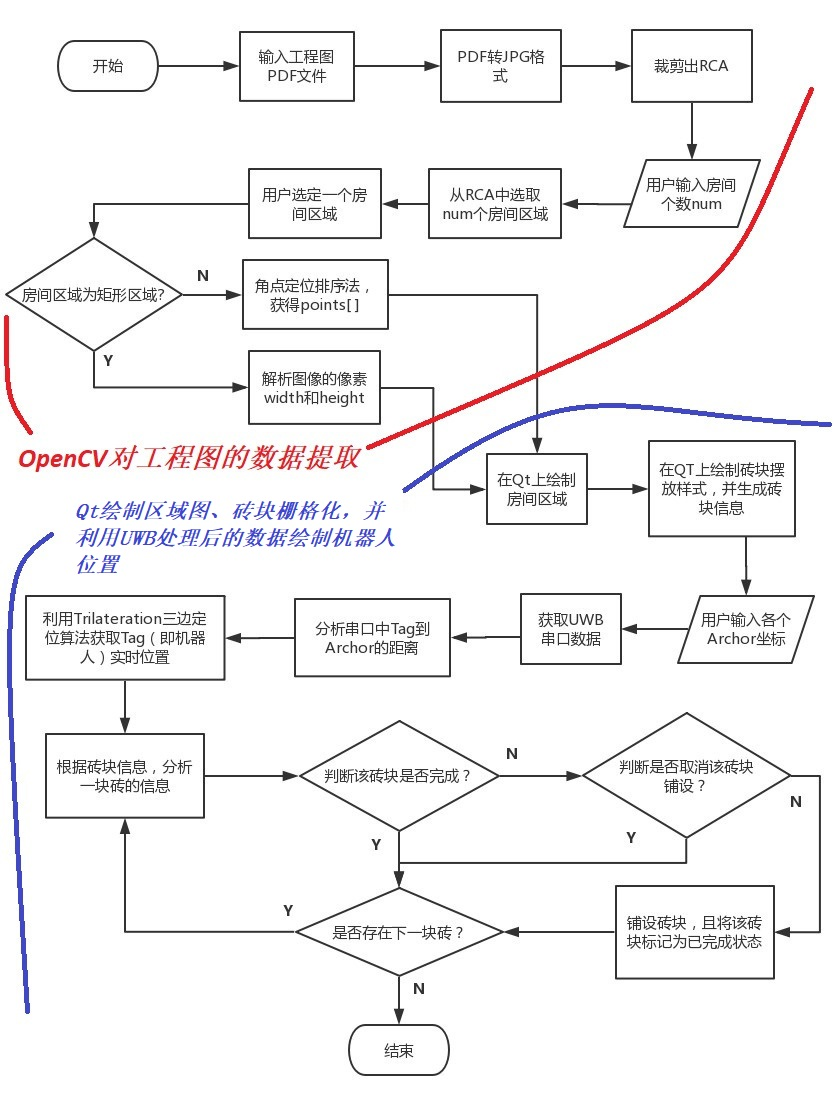 开始
输入工程图
PDF文件
PDF转JPG格
式
裁剪出RCA
用户输入房间
个数num
从RCA中选取
num个房间区域
用户选定一个房
间区域
房间区域为矩形区域?
N
角点定位排序法，
获得points[ ]
Y
解析图像的像素
width和height
OpenCV对工程图的数据提取
Qt绘制区域图、砖块栅格化，并
利用UWB处理后的数据绘制机器人
位置
在Qt上绘制
房间区域
在QT上绘制砖块摆
放样式，并生成砖
块信息
用户输入各个
Archor坐标
获取UWB
串口数据
分析串口中Tag到
Archor的距离
利用Trilateration三边定
位算法获取Tag（即机器
人）实时位置
根据砖块信息，分析
一块砖的信息
判断该砖块是否完成？
N
判断是否取消该砖块
铺设？
N
Y
Y
铺设砖块，且将该砖
块标记为已完成状态
是否存在下一块砖？
Y
N
结束